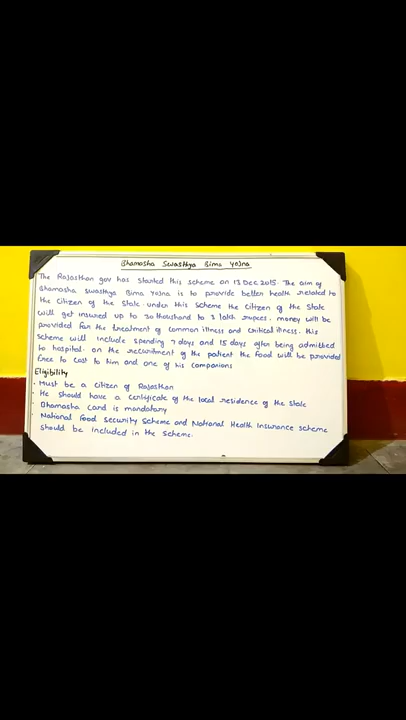 Bhamasha Swasthya Bima Yojna
The Rajasthan gov has started this scheme on 13 Dec 2015. The aim of
Bhamasha Swasthya Bima Yojna is to provide better health related to
the citizen of the state. Under this scheme the citizen of the state
will get insured up to 30 thoushand to 3 lakh rupees. money will be
provided for the treatment of common illness and critical illness. this
scheme will include spending 7 days and 15 days after being admitted
to hospital. on the recruitment of the patient the food will be provided
free to cost to him and one of his companions
Eligibility
· Must be a citizen of Rajasthan
· He should have a certificate of the local residence of the state
· Bhamasha card is mandatory
· National Food Security Scheme and National Health Insurance scheme
should be included in the scheme.